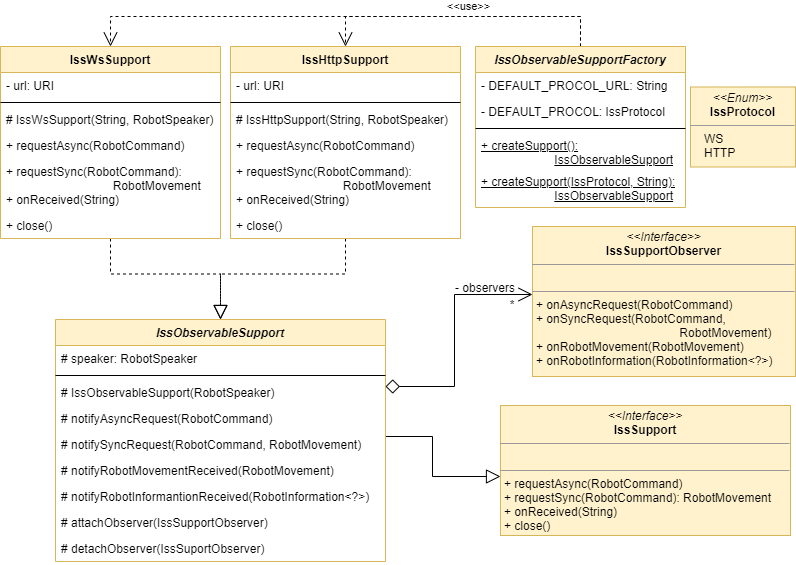 <<use>>
IssWsSupport
- url: URI
# IssWsSupport(String, RobotSpeaker)
+ requestAsync(RobotCommand)
+ requestSync(RobotCommand):
RobotMovement
+ onReceived(String)
+ close()
IssHttpSupport
- url: URI
# IssHttpSupport(String, RobotSpeaker)
+ requestAsync(RobotCommand)
+ requestSync(RobotCommand):
RobotMovement
+ onReceived(String)
+ close()
IssObservableSupportFactory
- DEFAULT_PROCOL_URL: String
- DEFAULT_PROCOL: IssProtocol
+ createSupport():
IssObservableSupport
+ createSupport(IssProtocol, String):
IssObservableSupport
<<Enum>>
IssProtocol
WS
HTTP
<<Interface>>
IssSupportObserver
+ onAsyncRequest(RobotCommand)
+ onSyncRequest(RobotCommand,
RobotMovement)
+ onRobotMovement(RobotMovement)
+ onRobotInformation(RobotInformation<?>)
- observers
*
IssObservableSupport
# speaker: RobotSpeaker
# IssObservableSupport(RobotSpeaker)
# notifyAsyncRequest(RobotCommand)
# notifySyncRequest(RobotCommand, RobotMovement)
# notifyRobotMovementReceived(RobotMovement)
# notifyRobotInformantionReceived(RobotInformation<?>)
# attachObserver(IssSupportObserver)
# detachObserver(IssSuportObserver)
<<Interface>>
IssSupport
+ requestAsync(RobotCommand)
+ requestSync(RobotCommand): RobotMovement
+ onReceived(String)
+ close()